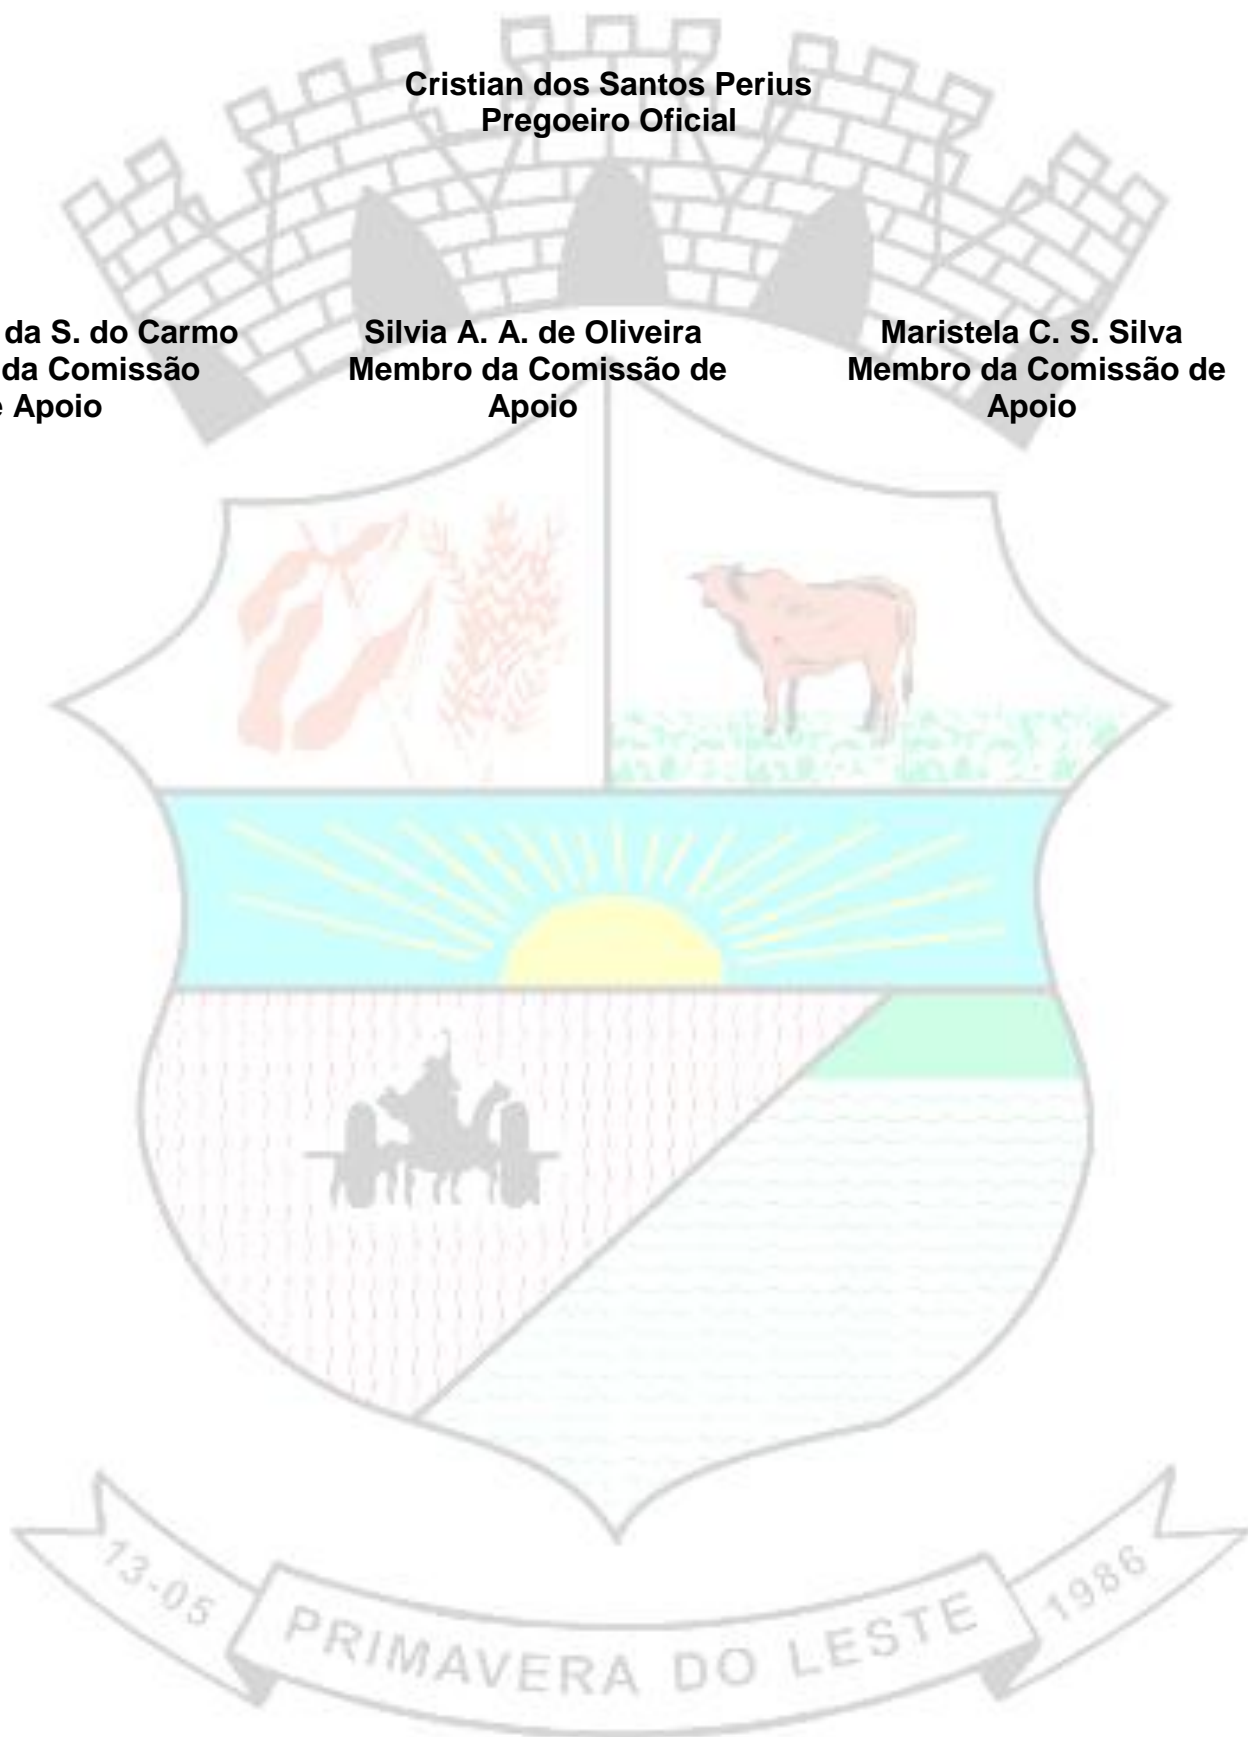 Cristian dos Santos Perius
Pregoeiro Oficial
da S. do Carmo
da Comissão
Apoio
Silvia A. A. de Oliveira
Membro da Comissão de
Apoio
Maristela C. S. Silva
Membro da Comissão de
Apoio
13-05
PRIMAVERA DO LESTE
1986